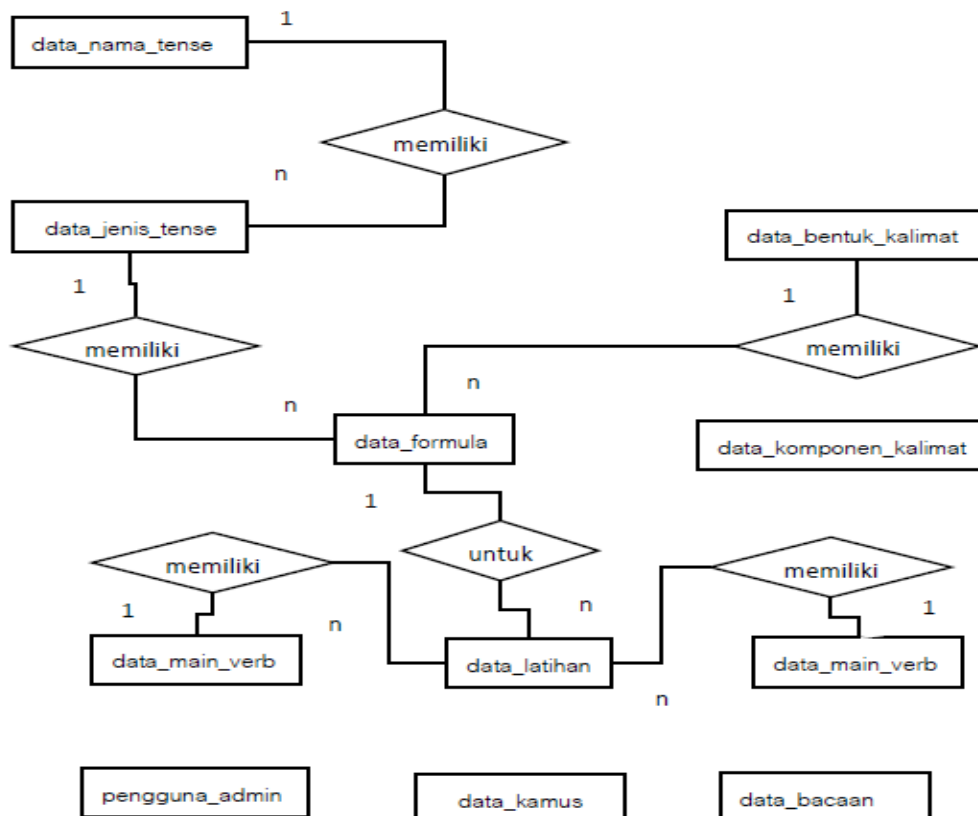 1
data_nama_tense
memiliki
n
data_jenis_tense
data_bentuk_kalimat
1
1
memiliki
memiliki
n
n
data_formula
data_komponen_kalimat
1
untuk
memiliki
memiliki
1
n
n
1
data_main_verb
data_latihan
data_main_verb
n
pengguna_admin
data_kamus
data_bacaan